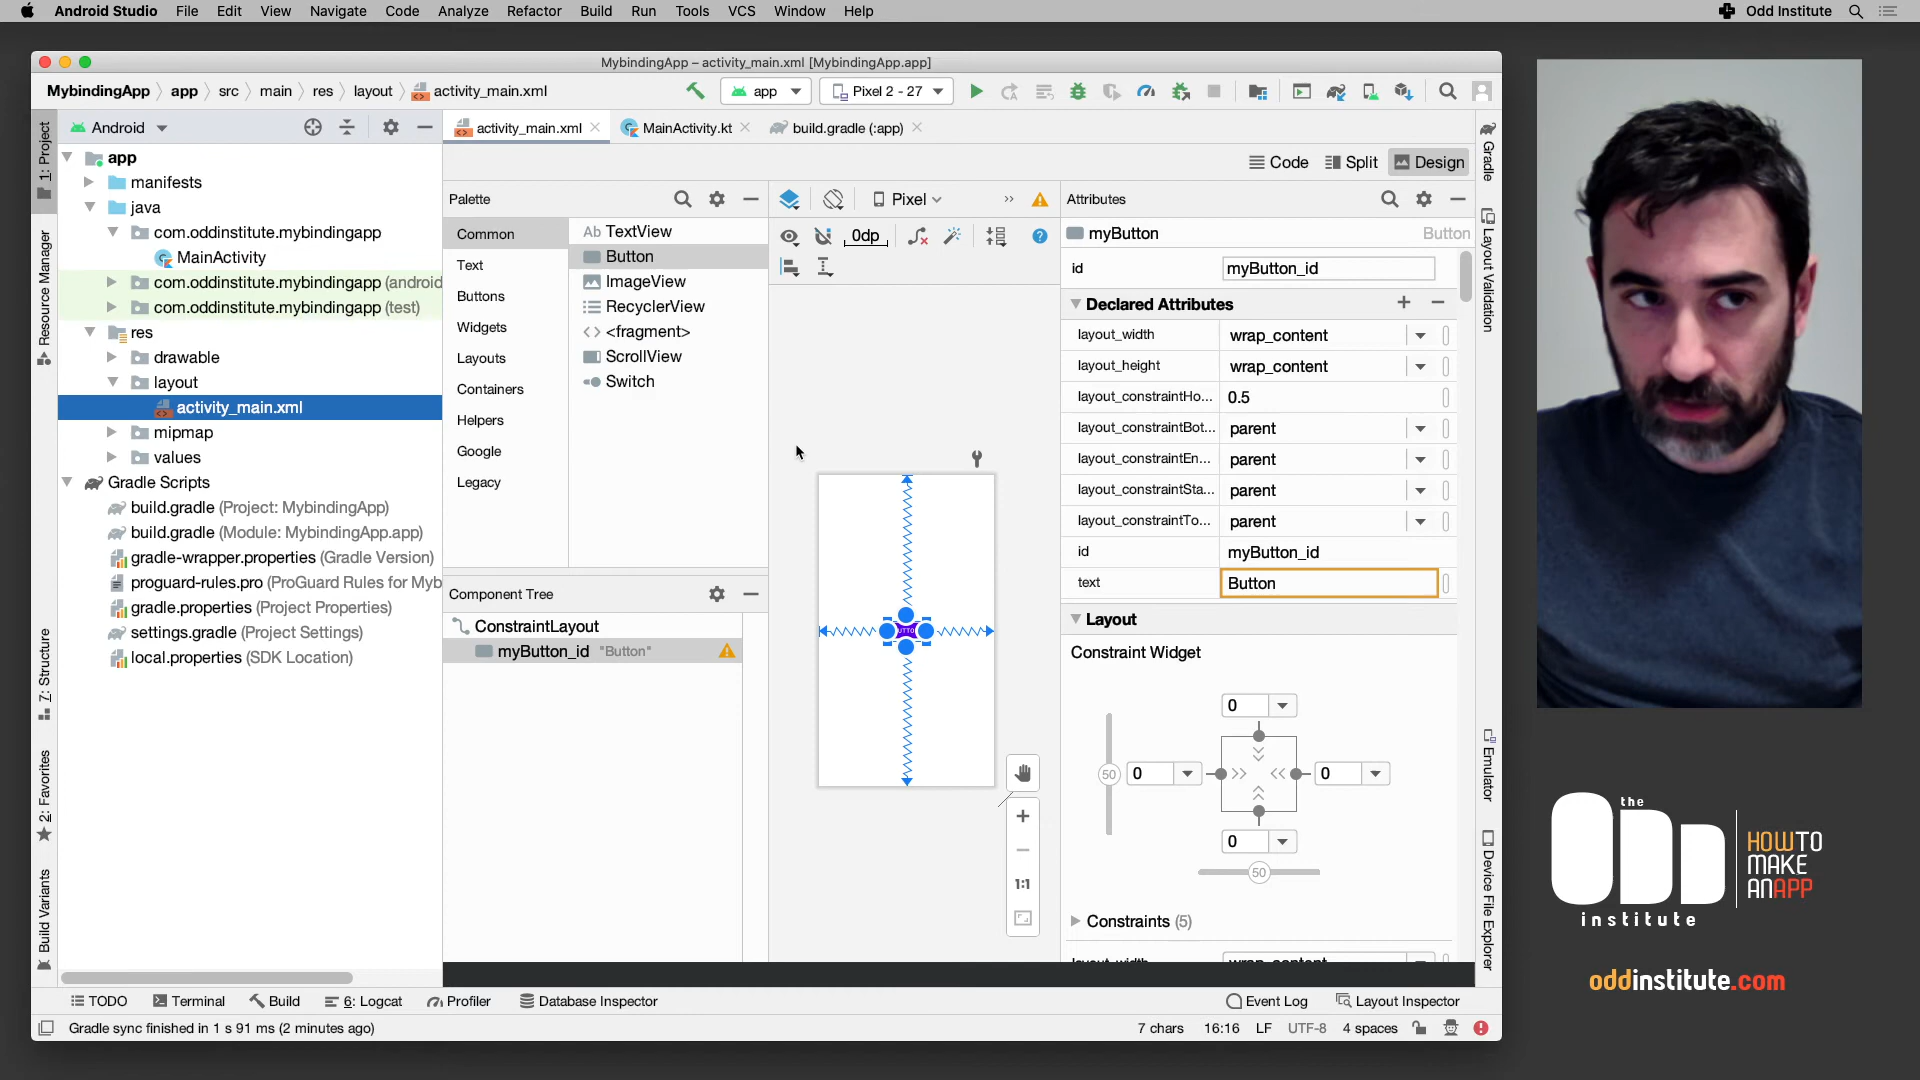 Android Studio File Edit View Navigate Code Analyze Refactor Build Run Tools VCS Window Help Odd Institute
MybindingApp – activity_main.xml [MybindingApp.app]
MybindingApp app src main res layout activity_main.xml app Pixel 2 - 27
Android activity_main.xml MainActivity.kt build.gradle (:app)
1: Project
Resource Manager
7: Structure
2: Favorites
Build Variants
app
manifests
java
com.oddinstitute.mybindingapp
MainActivity
com.oddinstitute.mybindingapp (android
com.oddinstitute.mybindingapp (test)
res
drawable
layout
activity_main.xml
mipmap
values
Gradle Scripts
build.gradle (Project: MybindingApp)
build.gradle (Module: MybindingApp.app)
gradle-wrapper.properties (Gradle Version)
proguard-rules.pro (ProGuard Rules for Myb
gradle.properties (Project Properties)
settings.gradle (Project Settings)
local.properties (SDK Location)
Code Split Design
Palette
Common
Text
Buttons
Widgets
Layouts
Containers
Helpers
Google
Legacy
Ab TextView
Button
ImageView
RecyclerView
<fragment>
ScrollView
Switch
Component Tree
ConstraintLayout
myButton_id "Button"
Pixel
0dp
1:1
Attributes
myButton Button
id myButton_id
Declared Attributes
layout_width wrap_content
layout_height wrap_content
layout_constraintHo... 0.5
layout_constraintBot... parent
layout_constraintEn... parent
layout_constraintSta... parent
layout_constraintTo... parent
id myButton_id
text Button
Layout
Constraint Widget
0
50 0 0
0
50
Constraints (5)
layout_width wrap_content
Gradle
Layout Validation
Emulator
Device File Explorer
TODO Terminal Build 6: Logcat Profiler Database Inspector Event Log Layout Inspector
Gradle sync finished in 1 s 91 ms (2 minutes ago) 7 chars 16:16 LF UTF-8 4 spaces
the
ODD
institute
HOWTO
MAKE
ANAPP
oddinstitute.com